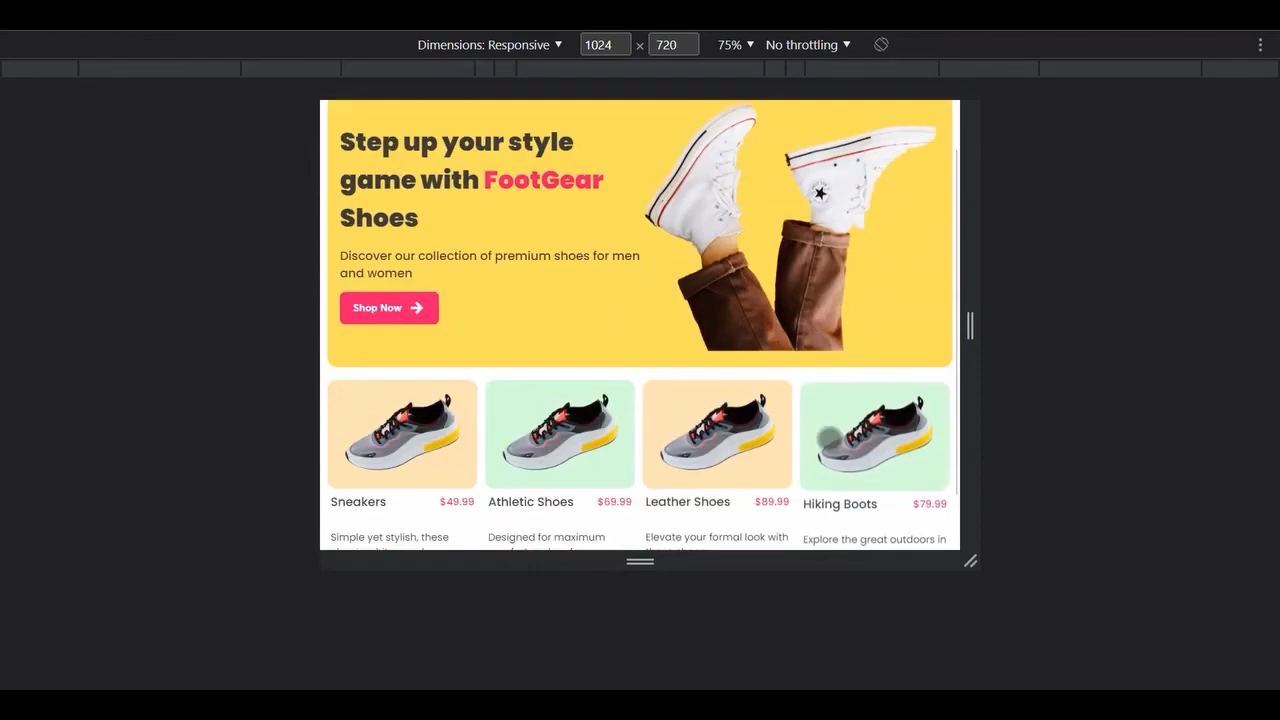 Dimensions: Responsive 1024 × 720 75% No throttling
Step up your style
game with FootGear
Shoes
Discover our collection of premium shoes for men
and women
Shop Now
Sneakers $49.99
Athletic Shoes $69.99
Leather Shoes $89.99
Hiking Boots $79.99
Simple yet stylish, these
Designed for maximum
Elevate your formal look with
Explore the great outdoors in